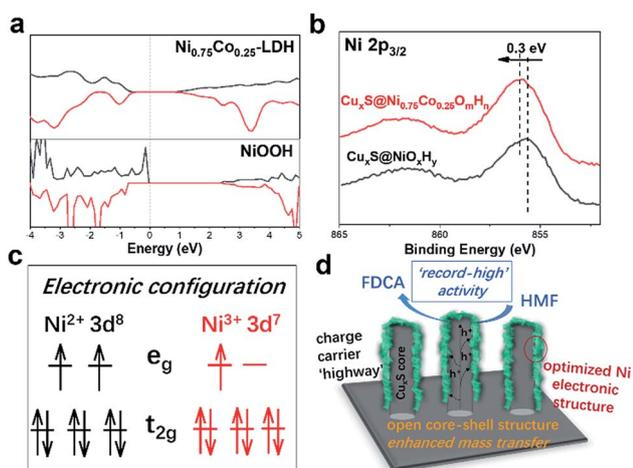 a
Ni0.75Co0.25-LDH
NiOOH
-4 -3 -2 -1 0 1 2 3 4 5
Energy (eV)
b
Ni 2p3/2
0.3 eV
CuxS@Ni0.75Co0.25OmHn
CuxS@NiOxHy
865 860 855
Binding Energy (eV)
c
Electronic configuration
Ni2+ 3d8 Ni3+ 3d7
eg
t2g
d
'record-high'
activity
FDCA
HMF
charge
carrier
'highway'
CuxS core
h+
h+
h+
optimized Ni
electronic
structure
open core-shell structure
enhanced mass transfer